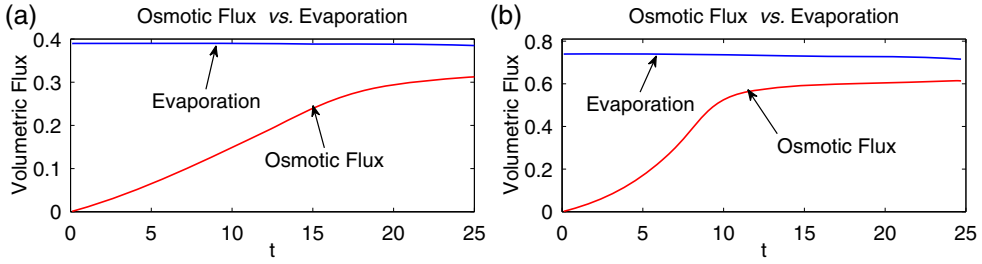 (a)
Osmotic Flux vs. Evaporation
Volumetric Flux
0.4
0.3
0.2
0.1
0
Evaporation
Osmotic Flux
0 5 10 15 20 25
t
(b)
Osmotic Flux vs. Evaporation
Volumetric Flux
0.8
0.6
0.4
0.2
0
Evaporation
Osmotic Flux
0 5 10 15 20 25
t